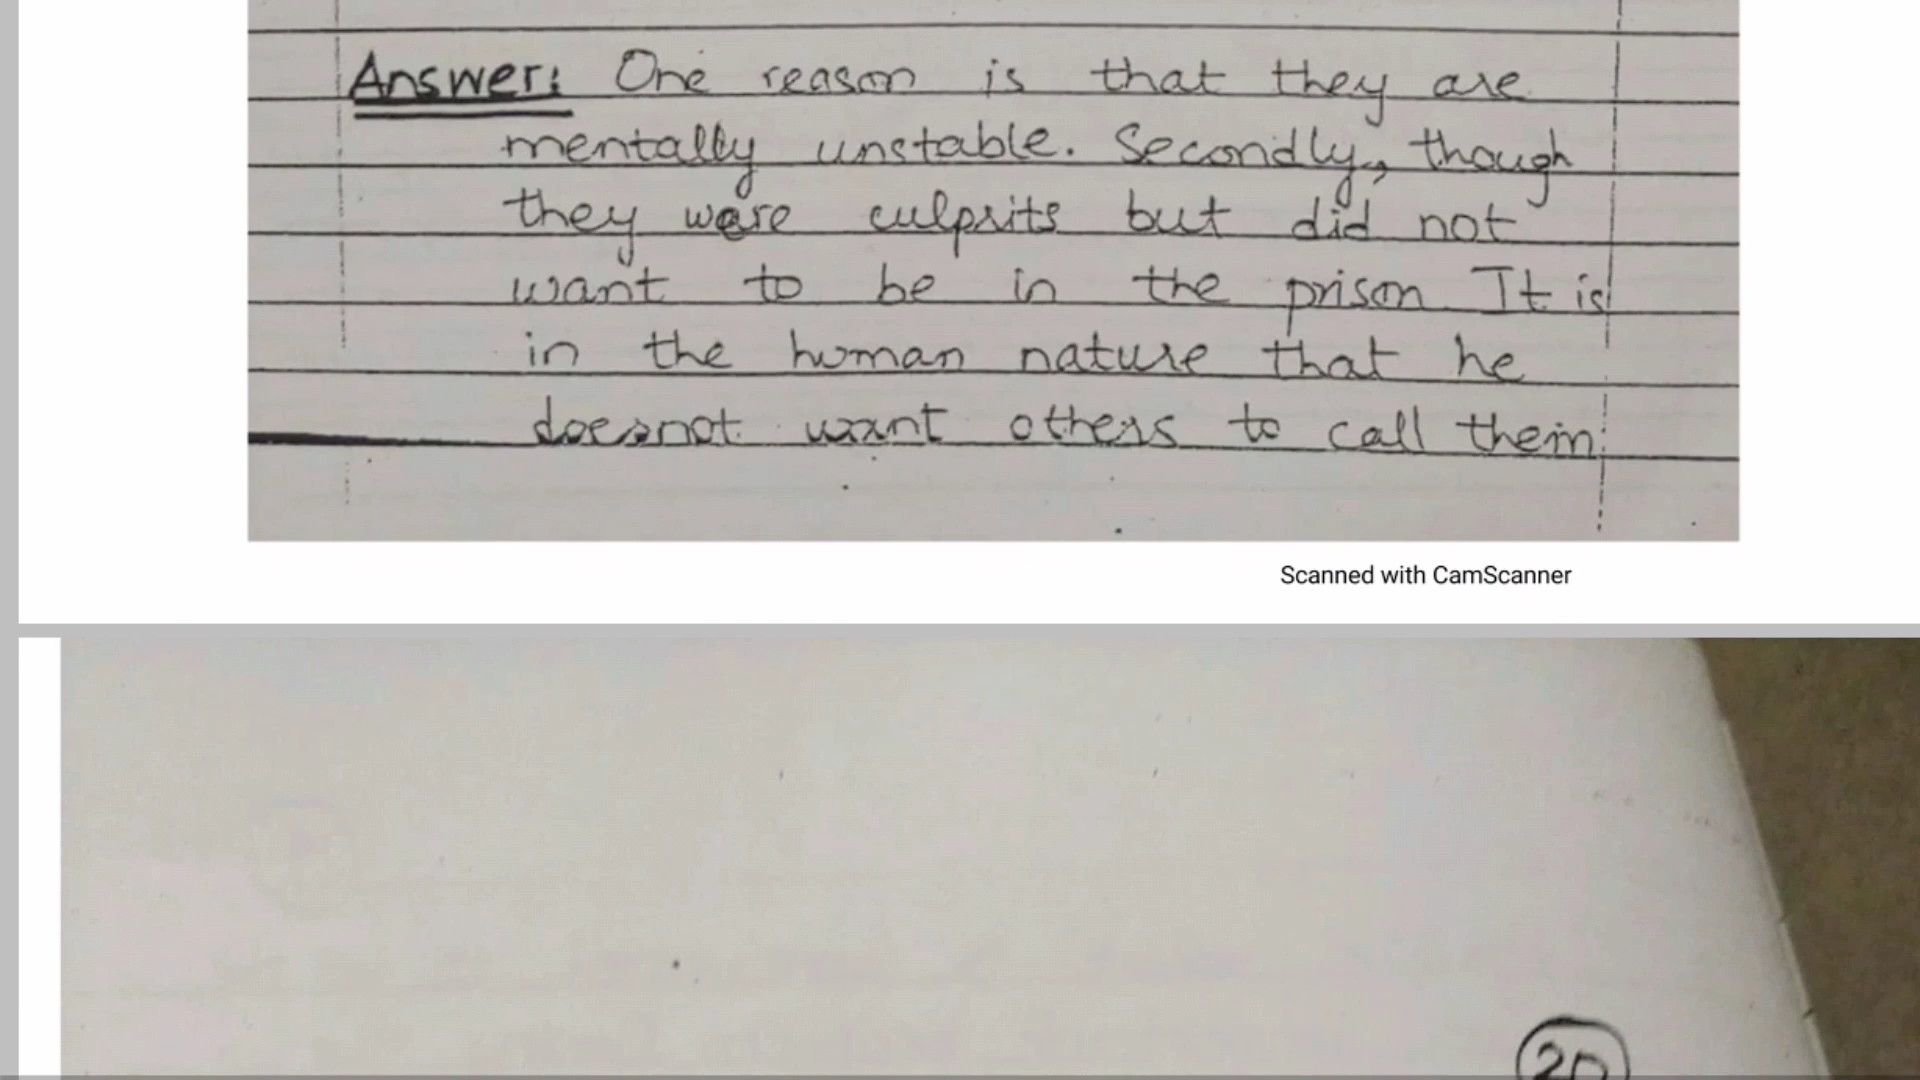 Answer: One reason is that they are
mentally unstable. Secondly, though
they were culprits but did not
want to be in the prison It is
in the human nature that he
doesnot want others to call them
Scanned with CamScanner